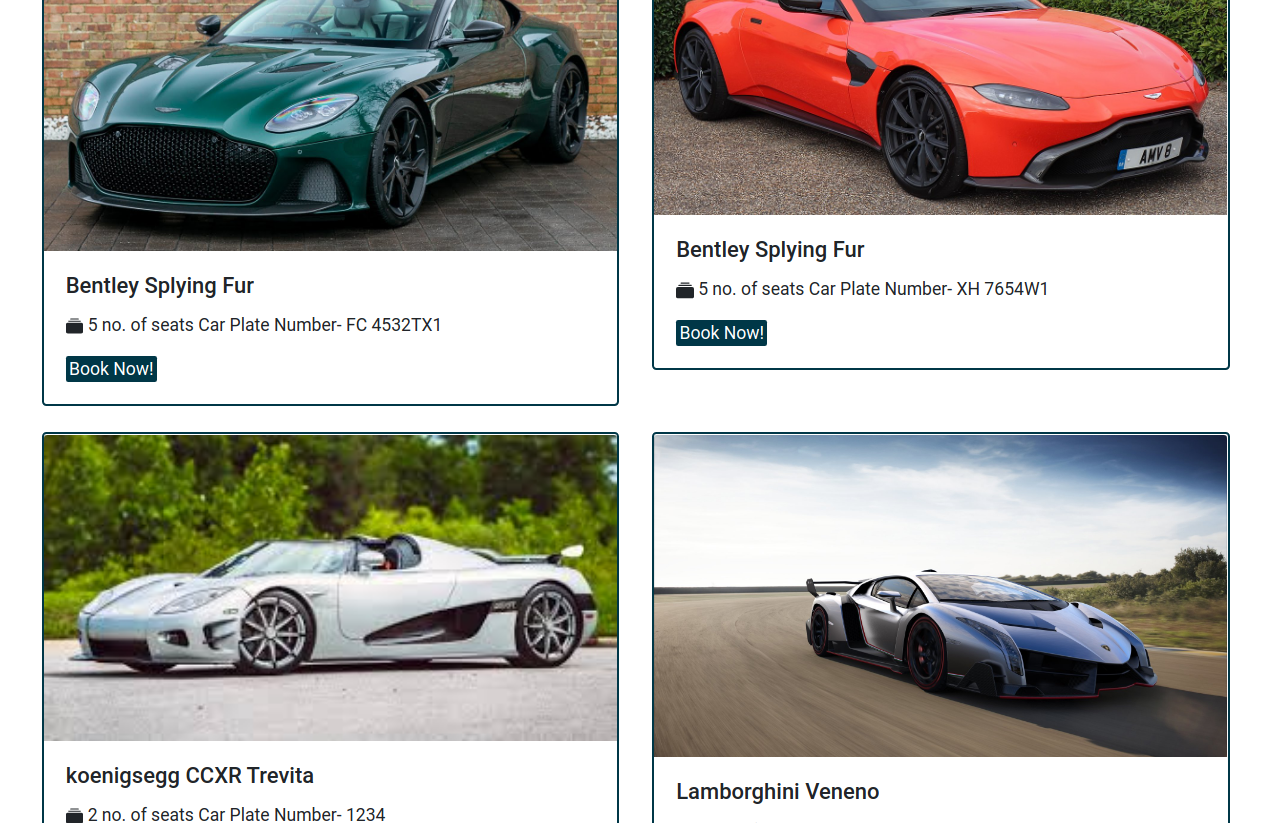 AMV 8
Bentley Splying Fur
5 no. of seats Car Plate Number- FC 4532TX1
Book Now!
Bentley Splying Fur
5 no. of seats Car Plate Number- XH 7654W1
Book Now!
koenigsegg CCXR Trevita
2 no. of seats Car Plate Number- 1234
Lamborghini Veneno